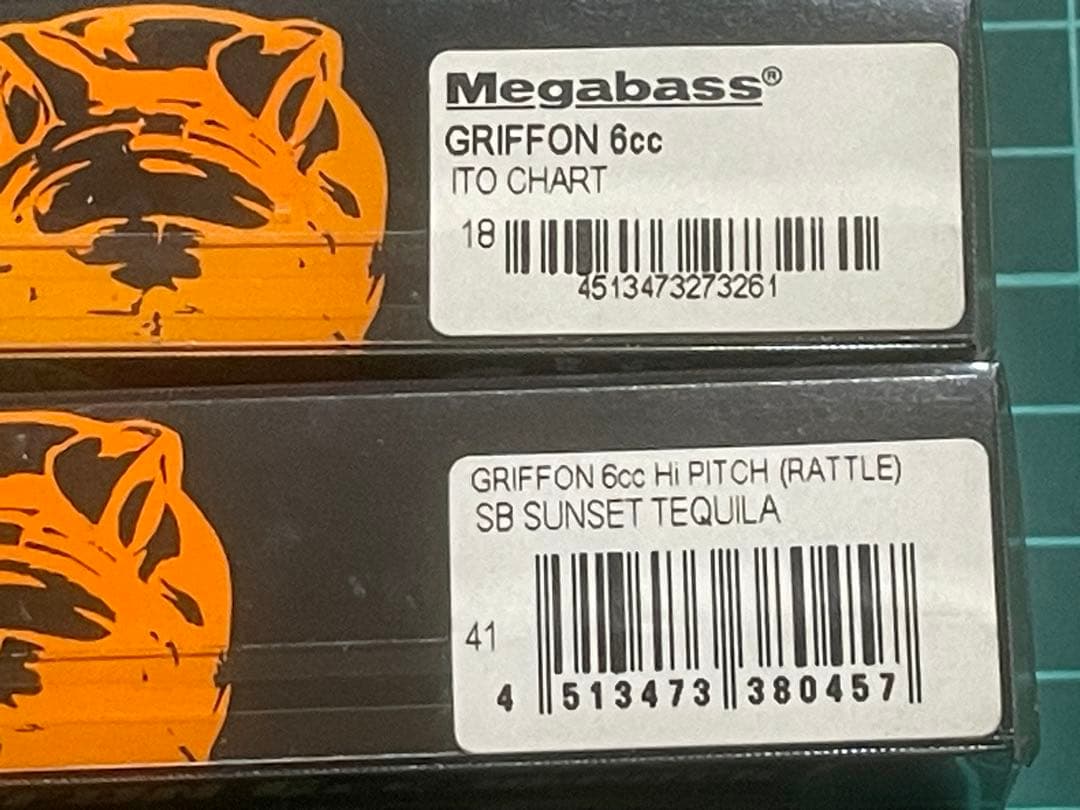 Megabass®
GRIFFON 6cc
ITO CHART
18
4513473273261
GRIFFON 6cc Hi PITCH (RATTLE)
SB SUNSET TEQUILA
41
4 513473 380457